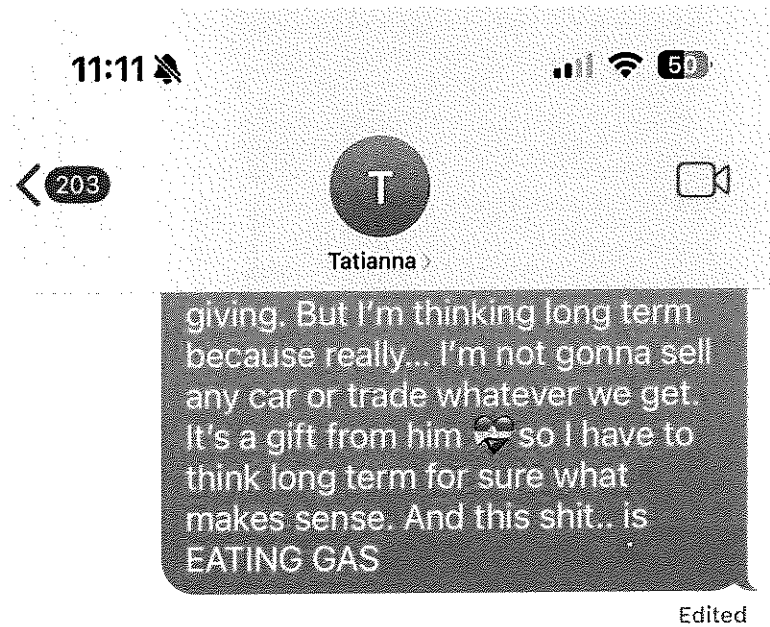 11:11
50
203
T
Tatianna
giving. But I'm thinking long term
because really... I'm not gonna sell
any car or trade whatever we get.
It's a gift from him so I have to
think long term for sure what
makes sense. And this shit.. is
EATING GAS
Edited